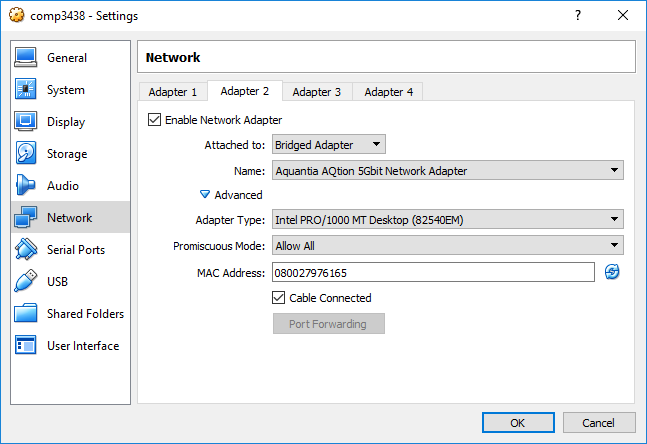 comp3438 - Settings
General
System
Display
Storage
Audio
Network
Serial Ports
USB
Shared Folders
User Interface
Network
Adapter 1 Adapter 2 Adapter 3 Adapter 4
Enable Network Adapter
Attached to: Bridged Adapter
Name: Aquantia AQtion 5Gbit Network Adapter
Advanced
Adapter Type: Intel PRO/1000 MT Desktop (82540EM)
Promiscuous Mode: Allow All
MAC Address: 080027976165
Cable Connected
Port Forwarding
OK Cancel